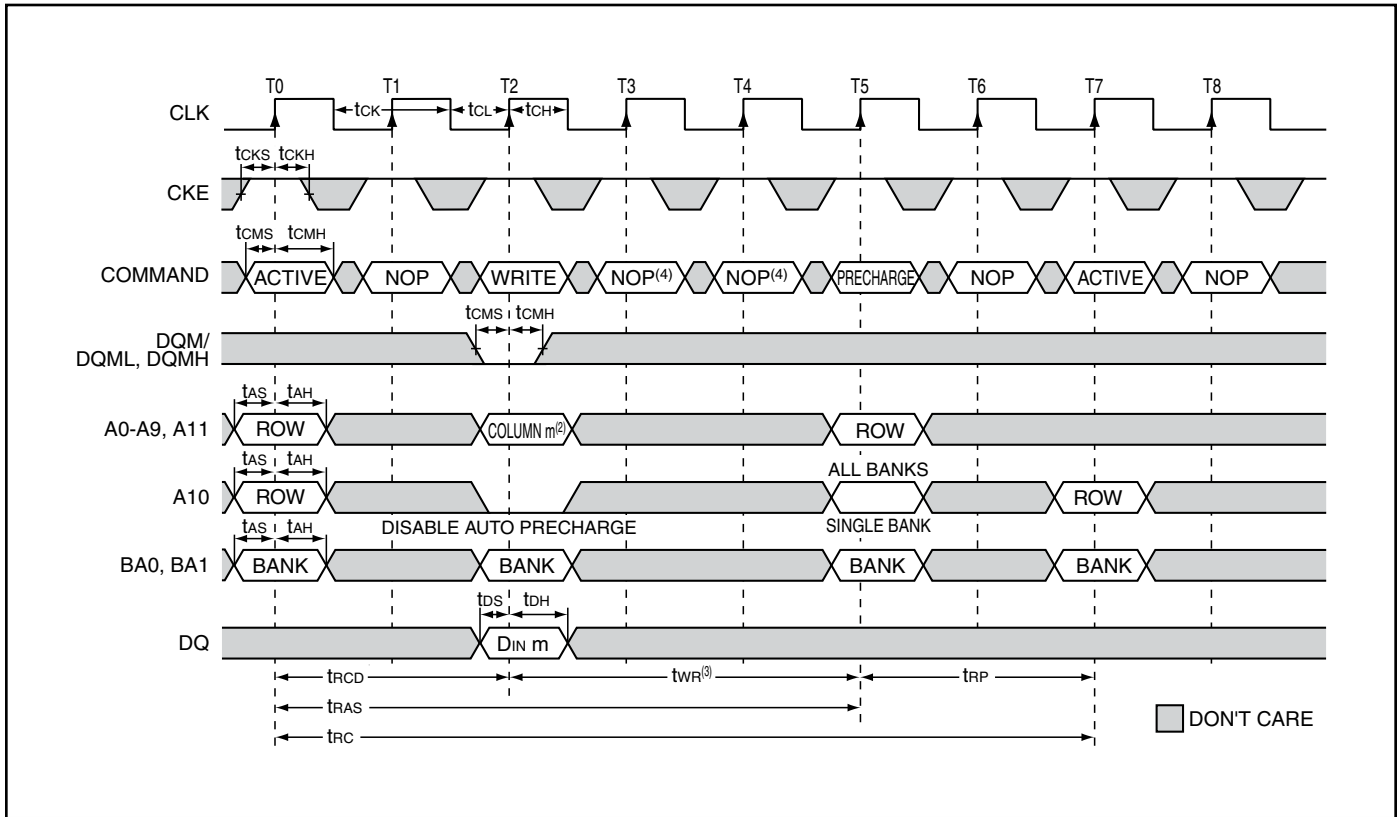 T0 T1 T2 T3 T4 T5 T6 T7 T8
CLK tCK tCL tCH
tCKS tCKH
CKE
tCMS tCMH
COMMAND ACTIVE NOP WRITE NOP(4) NOP(4) PRECHARGE NOP ACTIVE NOP
tCMS tCMH
DQM/
DQML, DQMH
tAS tAH
A0-A9, A11 ROW COLUMN m(2) ROW
tAS tAH ALL BANKS
A10 ROW ROW
tAS tAH DISABLE AUTO PRECHARGE SINGLE BANK
BA0, BA1 BANK BANK BANK BANK
tDS tDH
DQ DIN m
tRCD tWR(3) tRP
tRAS
DON'T CARE
tRC